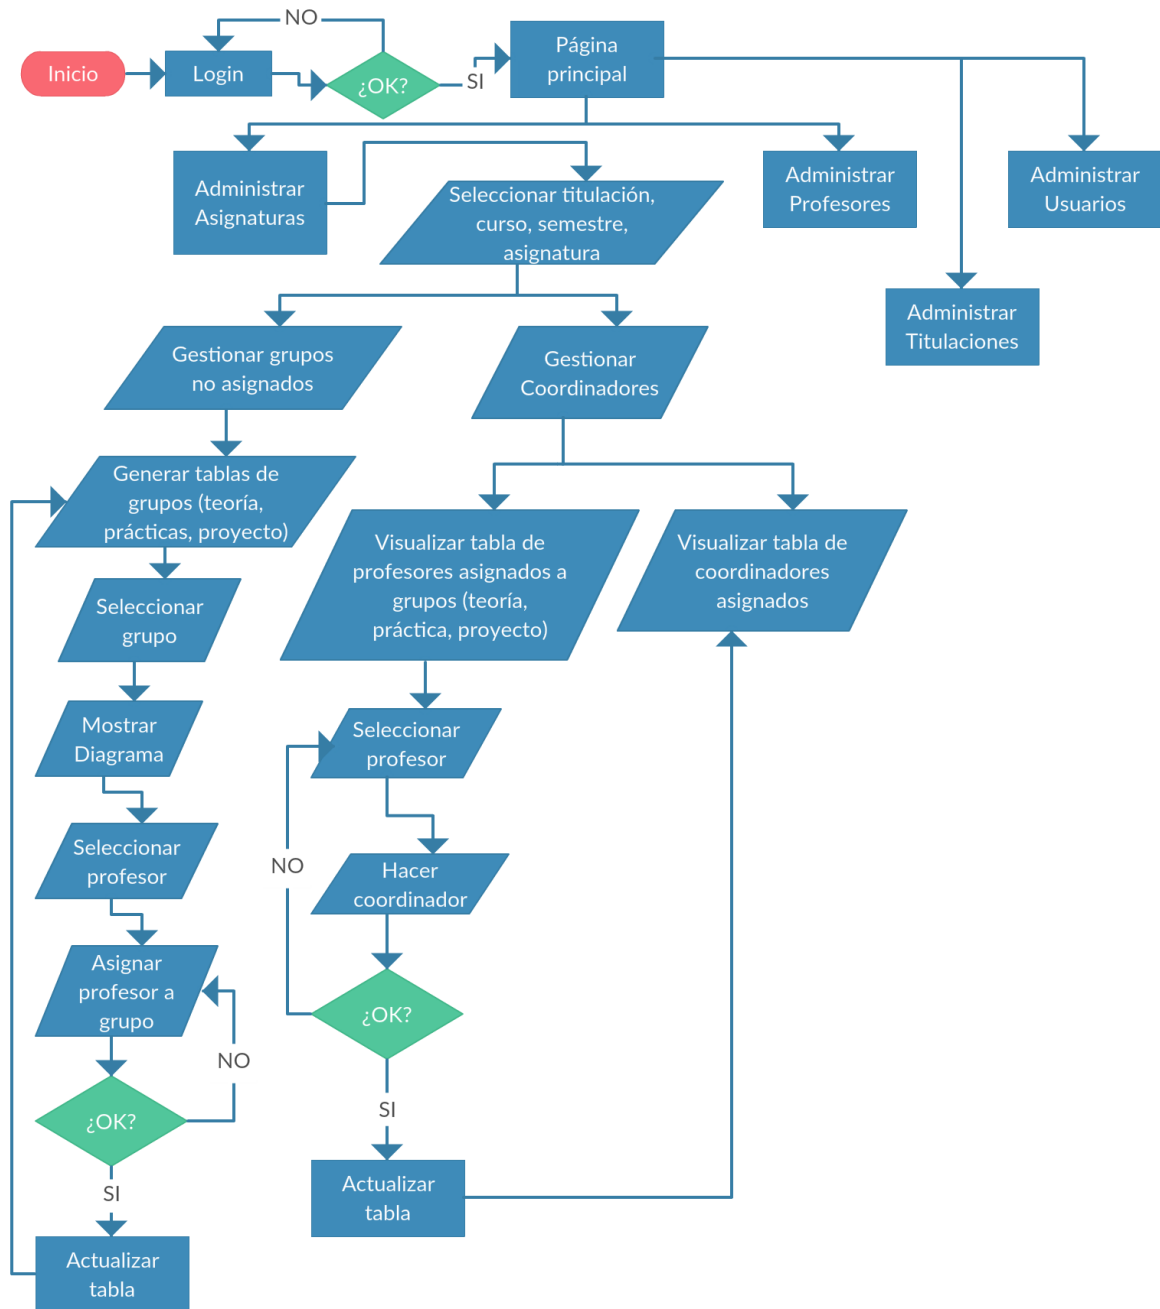 NO
Inicio
Login
¿OK?
SI
Página
principal
Administrar
Asignaturas
Seleccionar titulación,
curso, semestre,
asignatura
Administrar
Profesores
Administrar
Usuarios
Administrar
Titulaciones
Gestionar grupos
no asignados
Gestionar
Coordinadores
Generar tablas de
grupos (teoría,
prácticas, proyecto)
Visualizar tabla de
profesores asignados a
grupos (teoría,
práctica, proyecto)
Visualizar tabla de
coordinadores
asignados
Seleccionar
grupo
Mostrar
Diagrama
Seleccionar
profesor
Seleccionar
profesor
NO
Hacer
coordinador
Asignar
profesor a
grupo
¿OK?
NO
¿OK?
SI
SI
Actualizar
tabla
Actualizar
tabla